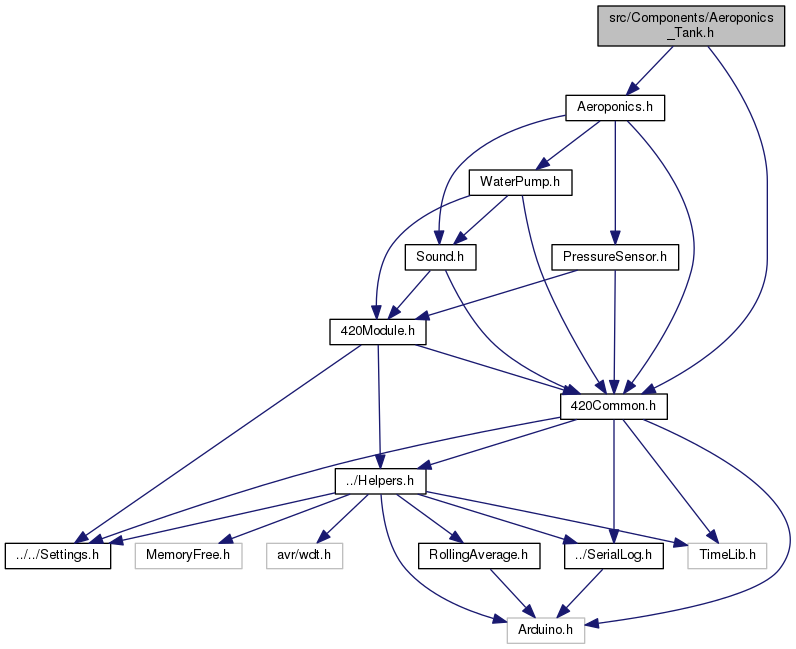 src/Components/Aeroponics
_Tank.h
Aeroponics.h
WaterPump.h
Sound.h
PressureSensor.h
420Module.h
420Common.h
../Helpers.h
../../Settings.h
MemoryFree.h
avr/wdt.h
RollingAverage.h
../SerialLog.h
TimeLib.h
Arduino.h